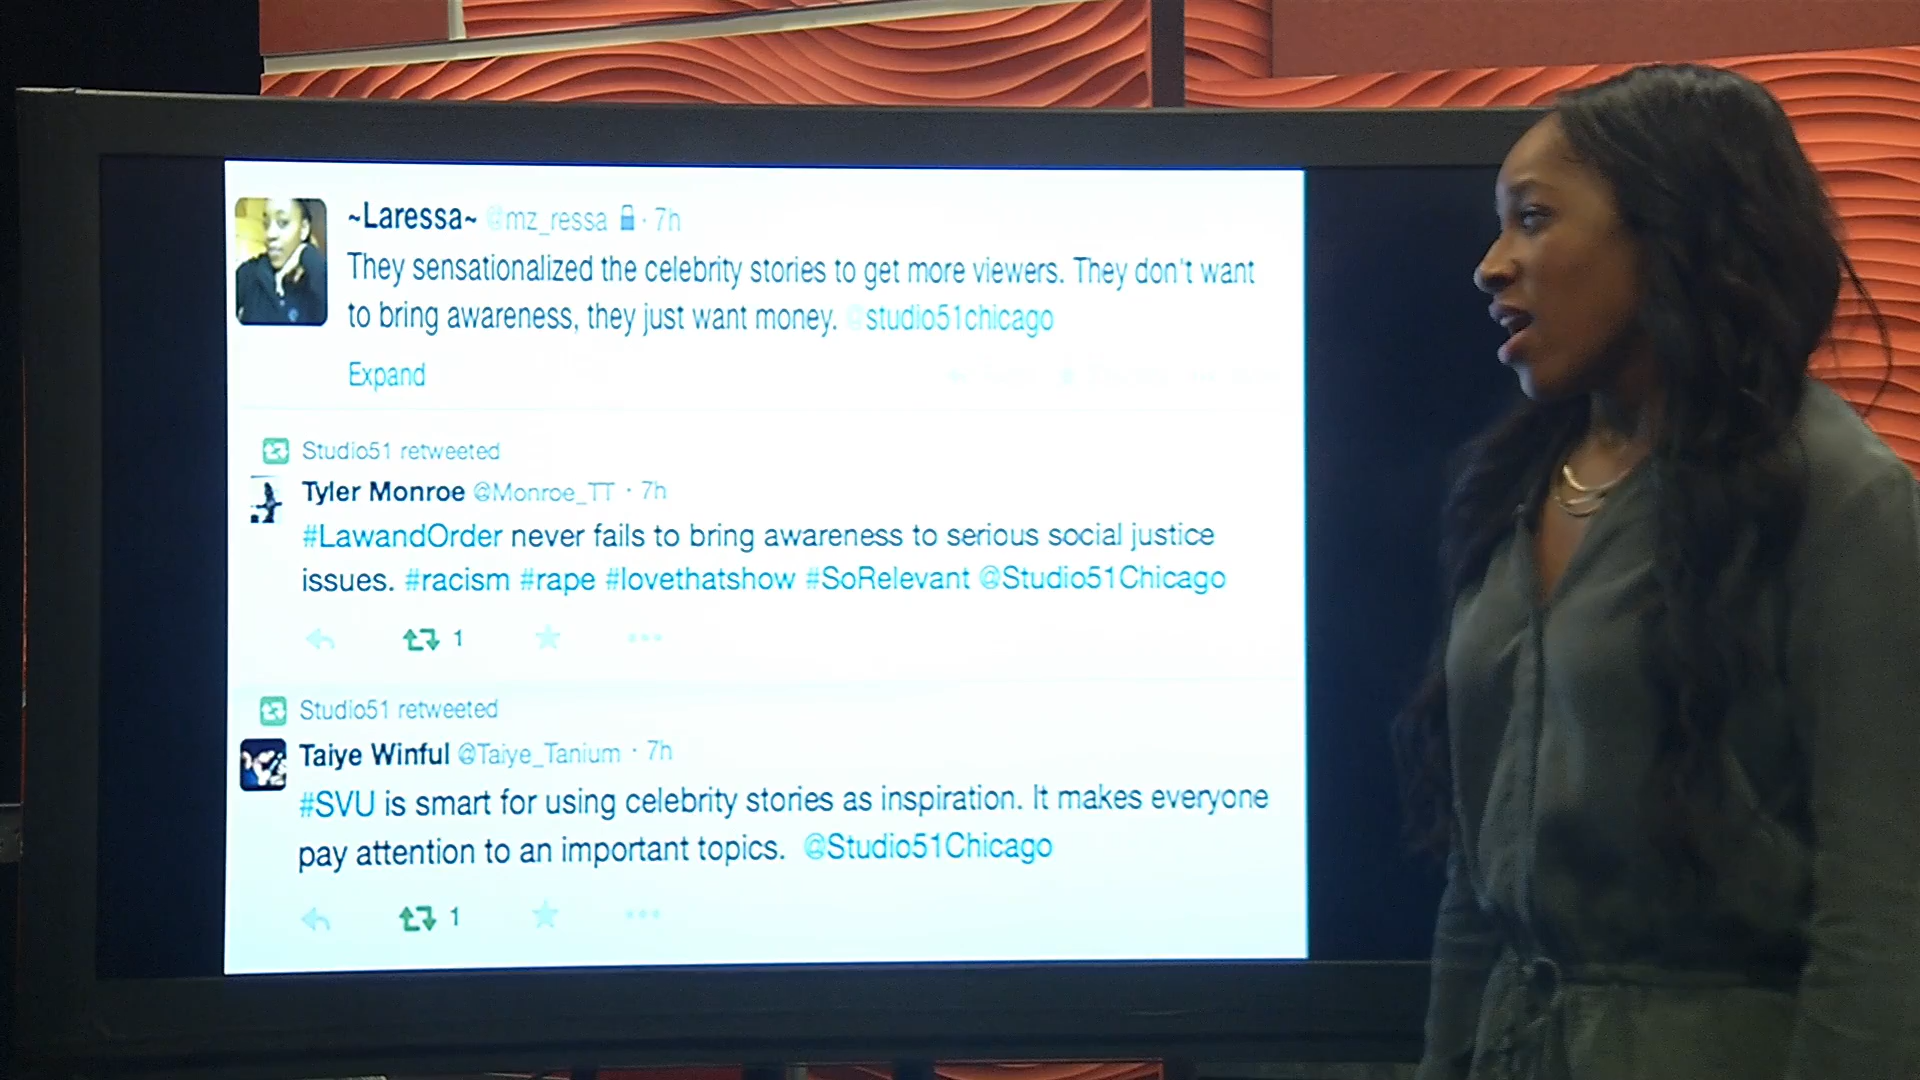 ~Laressa~ @mz_ressa · 7h
They sensationalized the celebrity stories to get more viewers. They don't want
to bring awareness, they just want money. @studio51chicago
Expand
Studio51 retweeted
Tyler Monroe @Monroe_TT · 7h
#LawandOrder never fails to bring awareness to serious social justice
issues. #racism #rape #lovethatshow #SoRelevant @Studio51Chicago
1
Studio51 retweeted
Taiye Winful @Taiye_Tanium · 7h
#SVU is smart for using celebrity stories as inspiration. It makes everyone
pay attention to an important topics. @Studio51Chicago
1